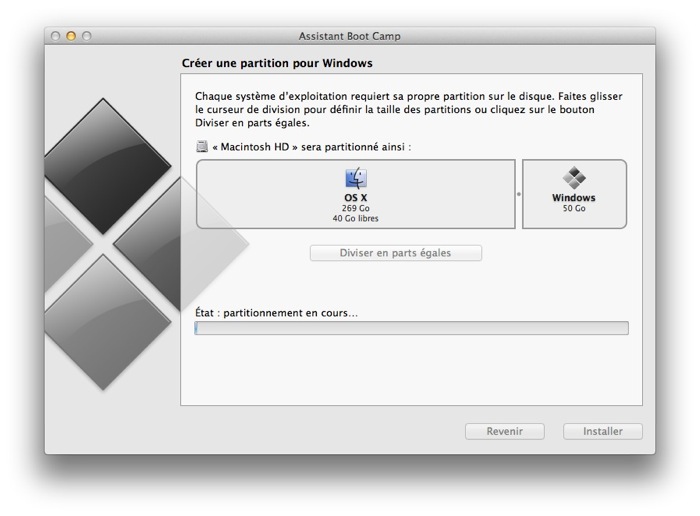 Assistant Boot Camp
Créer une partition pour Windows
Chaque système d'exploitation requiert sa propre partition sur le disque. Faites glisser
le curseur de division pour définir la taille des partitions ou cliquez sur le bouton
Diviser en parts égales.
« Macintosh HD » sera partitionné ainsi :
OS X
269 Go
40 Go libres
Windows
50 Go
Diviser en parts égales
État : partitionnement en cours...
Revenir
Installer